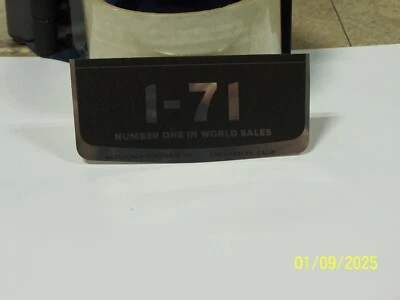 1-71
NUMBER ONE IN WORLD SALES
01/09/2025